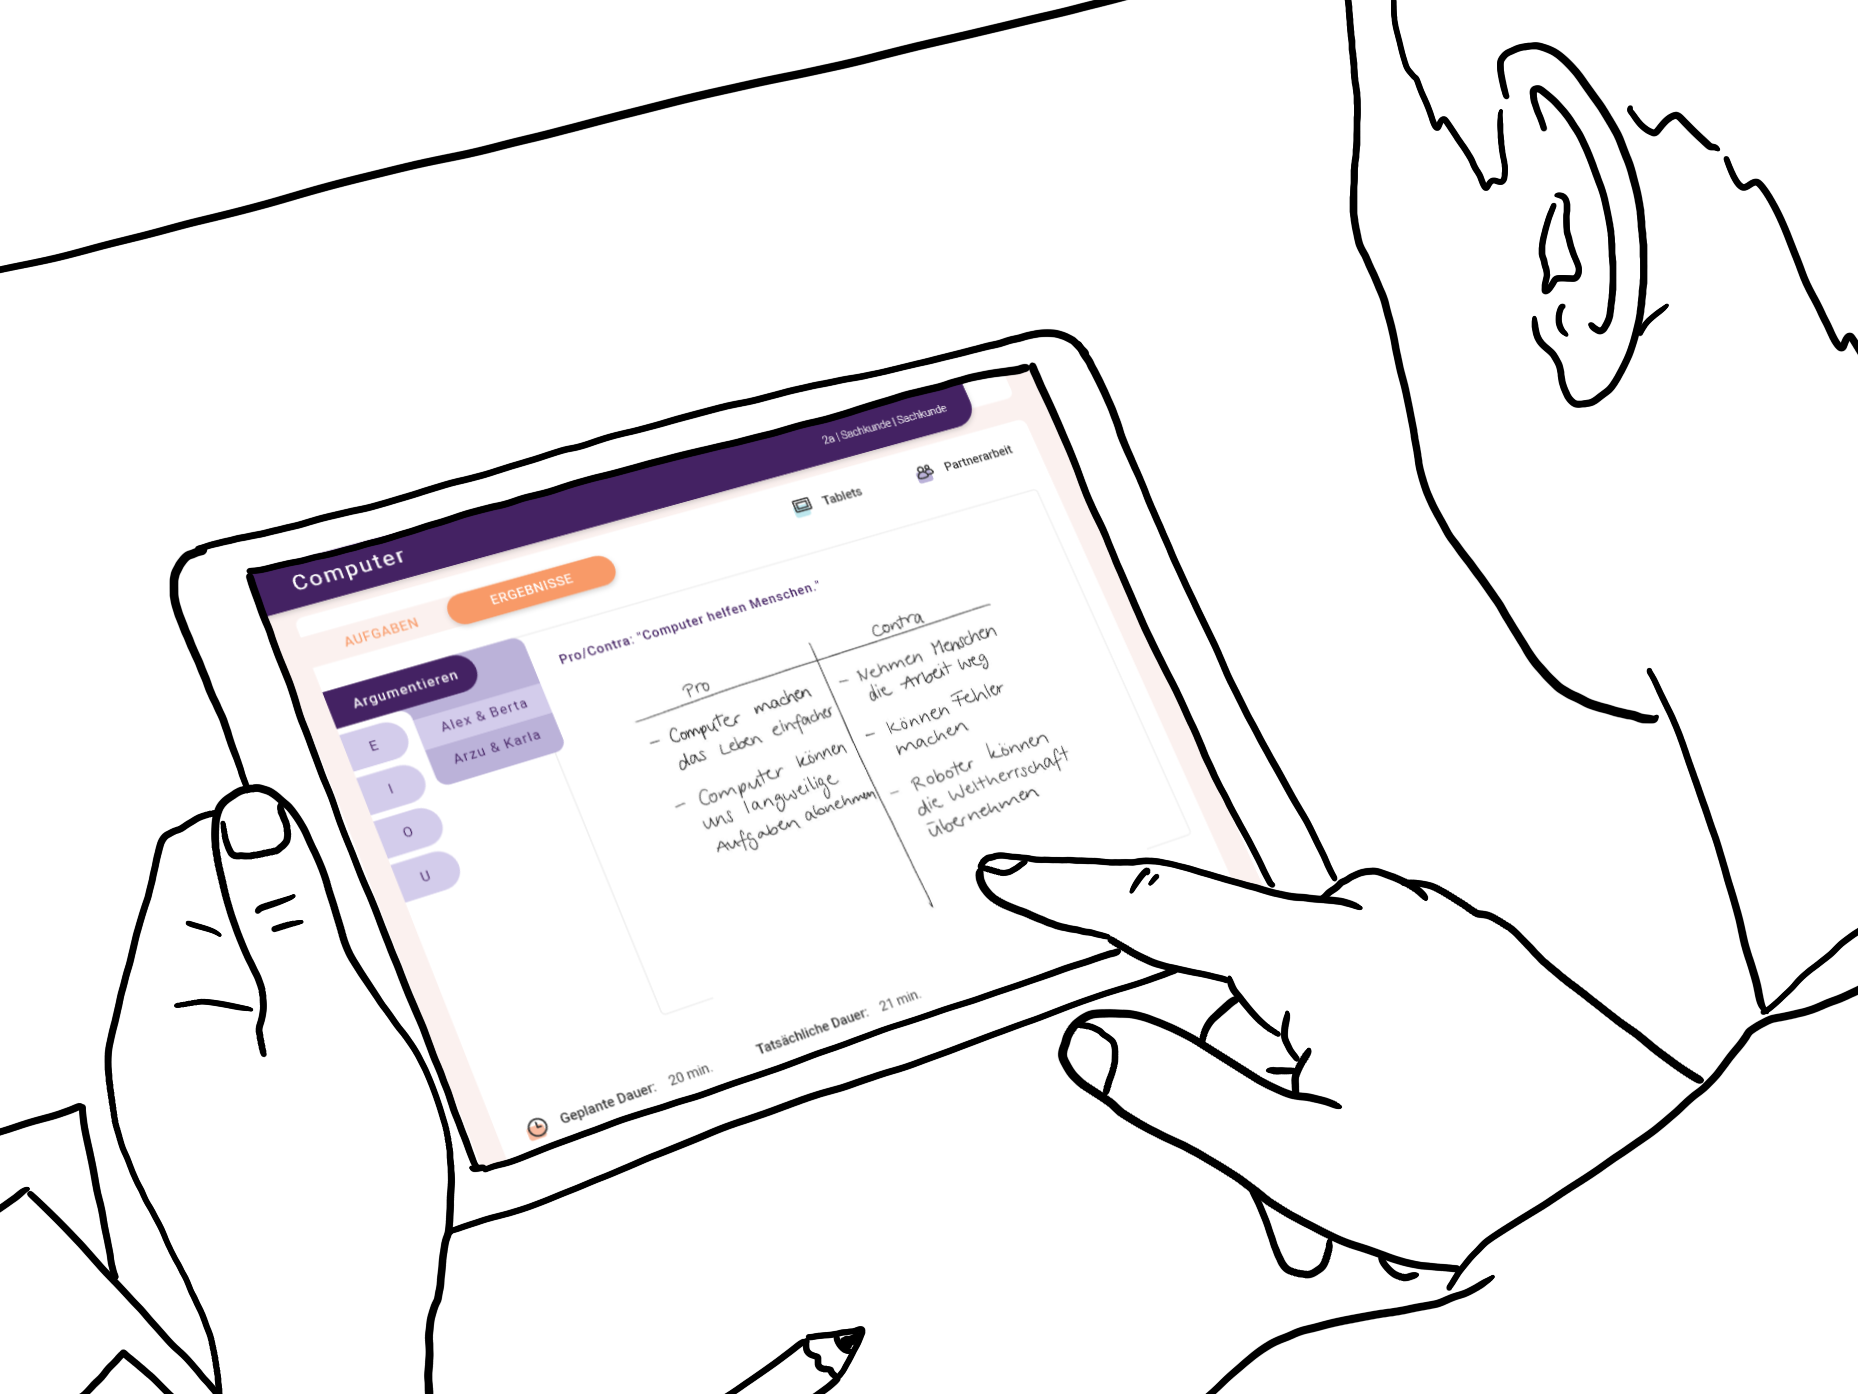 2a | Sachkunde | Sachkunde
Computer
Tablets
Partnerarbeit
AUFGABEN
ERGEBNISSE
Argumentieren
Alex & Berta
Arzu & Karla
E
I
O
U
Pro/Contra: "Computer helfen Menschen."
Pro
- Computer machen
das Leben einfacher
- Computer können
uns langweilige
Aufgaben abnehmen
Contra
- Nehmen Menschen
die Arbeit weg
- Können Fehler
machen
- Roboter können
die Weltherrschaft
übernehmen
Geplante Dauer: 20 min.
Tatsächliche Dauer: 21 min.